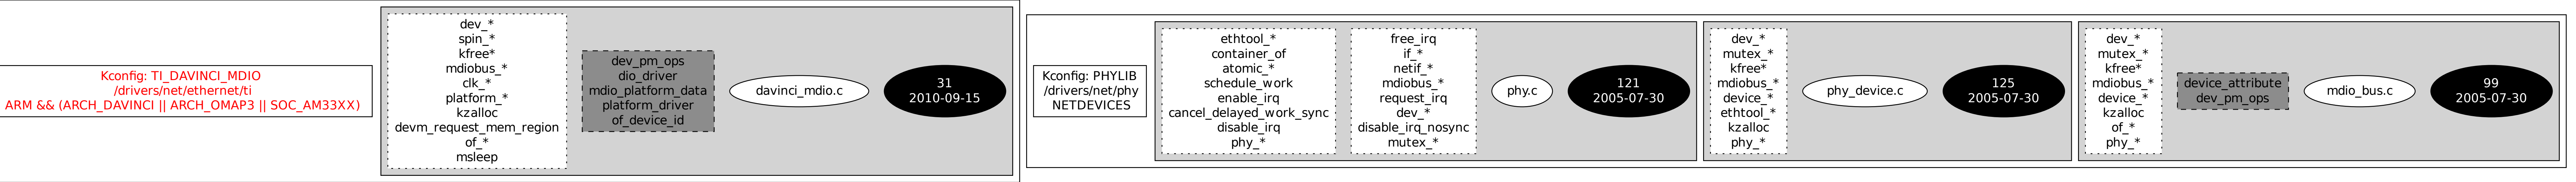 Kconfig: TI_DAVINCI_MDIO
/drivers/net/ethernet/ti
ARM && (ARCH_DAVINCI || ARCH_OMAP3 || SOC_AM33XX)
dev_*
spin_*
kfree*
mdiobus_*
clk_*
platform_*
kzalloc
devm_request_mem_region
of_*
msleep
dev_pm_ops
dio_driver
mdio_platform_data
platform_driver
of_device_id
davinci_mdio.c
31
2010-09-15
Kconfig: PHYLIB
/drivers/net/phy
NETDEVICES
ethtool_*
container_of
atomic_*
schedule_work
enable_irq
cancel_delayed_work_sync
disable_irq
phy_*
free_irq
if_*
netif_*
mdiobus_*
request_irq
dev_*
disable_irq_nosync
mutex_*
phy.c
121
2005-07-30
dev_*
mutex_*
kfree*
mdiobus_*
device_*
ethtool_*
kzalloc
phy_*
phy_device.c
125
2005-07-30
dev_*
mutex_*
kfree*
mdiobus_*
device_*
kzalloc
of_*
phy_*
device_attribute
dev_pm_ops
mdio_bus.c
99
2005-07-30